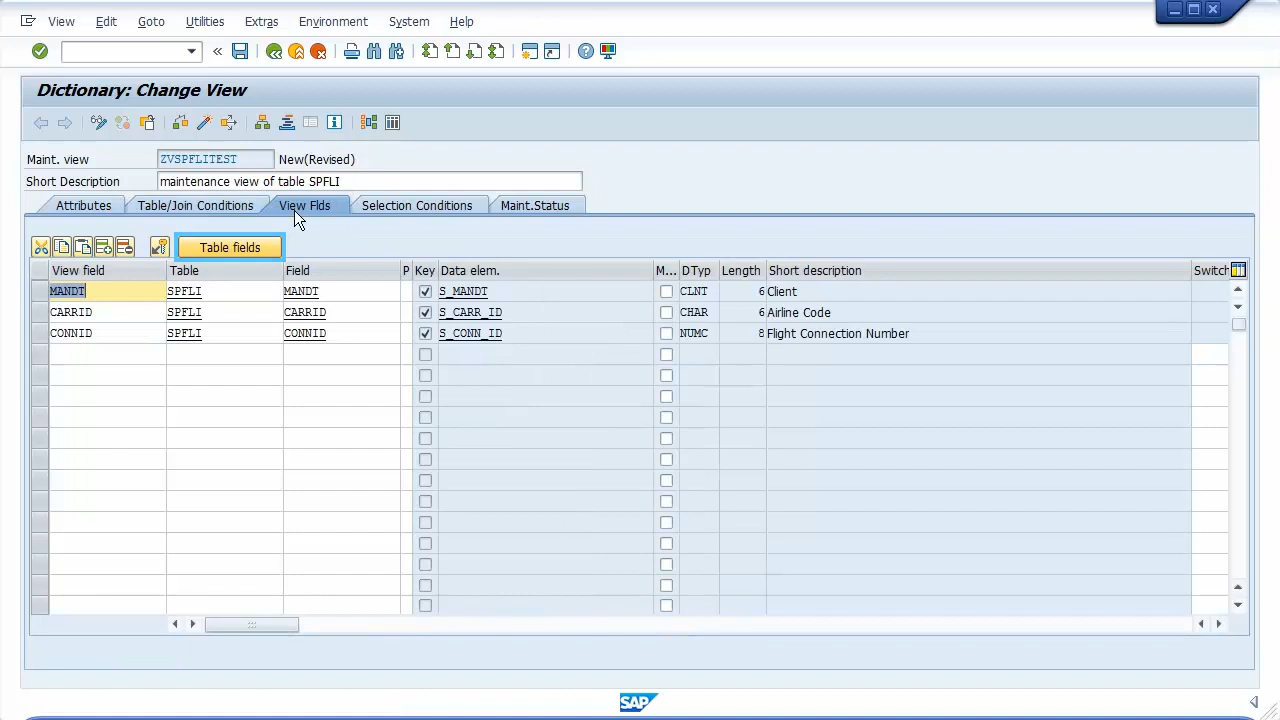 View Edit Goto Utilities Extras Environment System Help
Dictionary: Change View
Maint. view ZVSPFLITEST New(Revised)
Short Description maintenance view of table SPFLI
Attributes Table/Join Conditions View Flds Selection Conditions Maint.Status
Table fields
View field Table Field P Key Data elem. M... DTyp Length Short description Switch
MANDT SPFLI MANDT S_MANDT CLNT 6 Client
CARRID SPFLI CARRID S_CARR_ID CHAR 6 Airline Code
CONNID SPFLI CONNID S_CONN_ID NUMC 8 Flight Connection Number
SAP